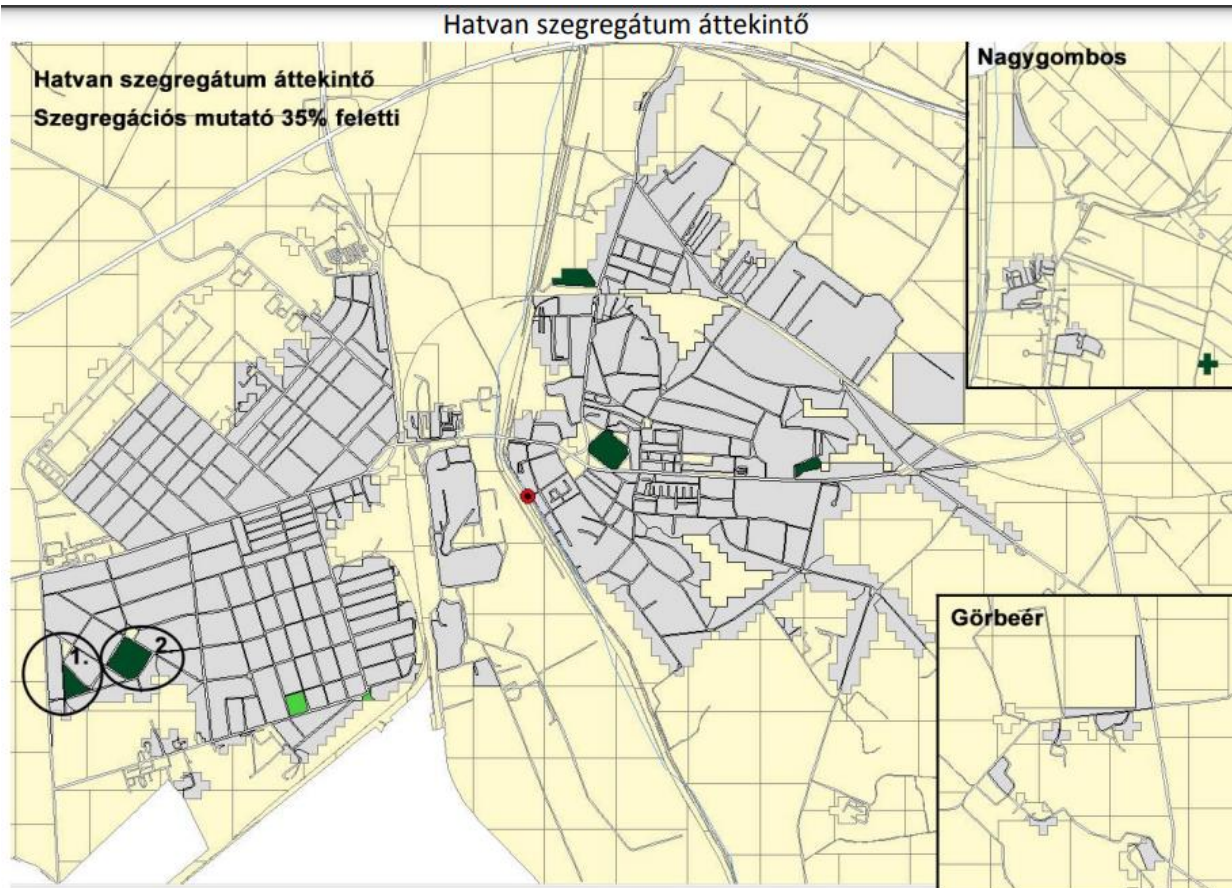 Hatvan szegregátum áttekintő
Hatvan szegregátum áttekintő
Szegregációs mutató 35% feletti
Nagygombos
1.
2.
Görbeér